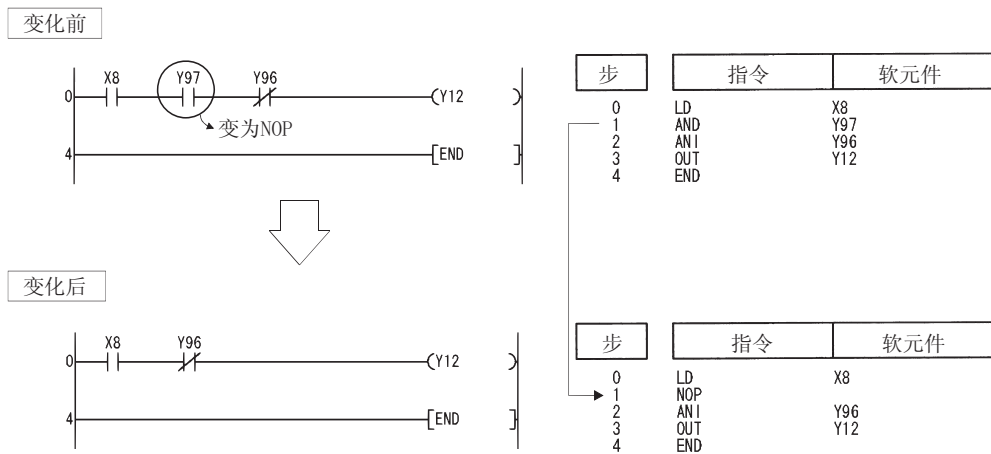 变化前
X8 Y97 Y96
0 (Y12 )
变为NOP
4 [END ]
步 指令 软元件
0 LD X8
1 AND Y97
2 ANI Y96
3 OUT Y12
4 END
变化后
X8 Y96
0 (Y12 )
4 [END ]
步 指令 软元件
0 LD X8
1 NOP
2 ANI Y96
3 OUT Y12
4 END